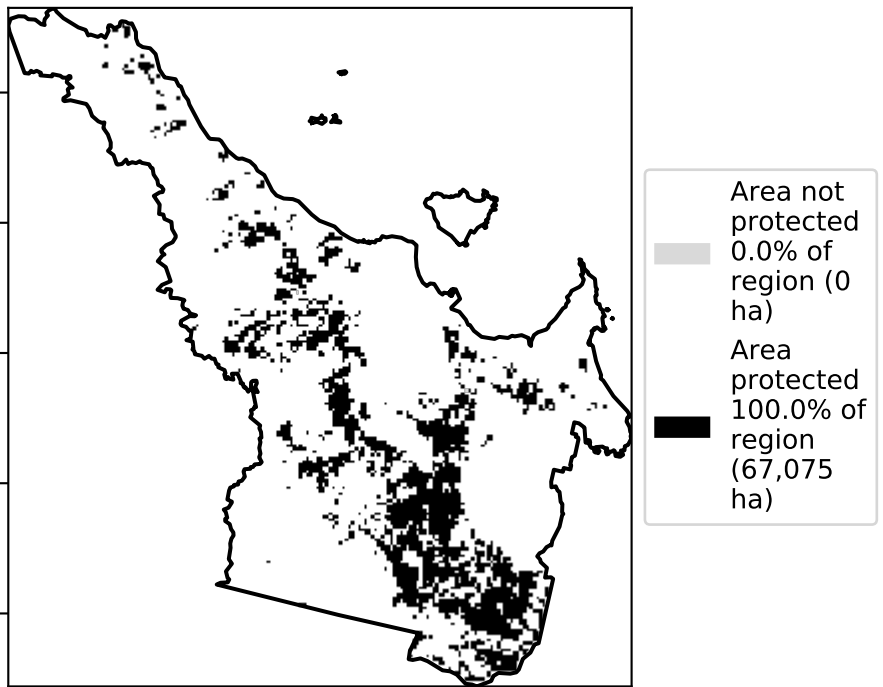 Area not
protected
0.0% of
region (0
ha)
Area
protected
100.0% of
region
(67,075
ha)